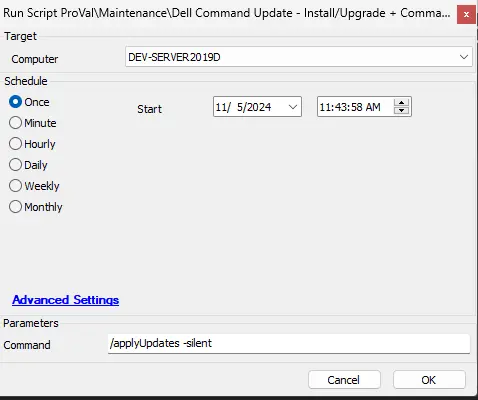 Run Script ProVal\Maintenance\Dell Command Update - Install/Upgrade + Comma... x
Target
Computer DEV-SERVER2019D
Schedule
Once Start 11/ 5/2024 11:43:58 AM
Minute
Hourly
Daily
Weekly
Monthly
Advanced Settings
Parameters
Command /applyUpdates -silent
Cancel OK